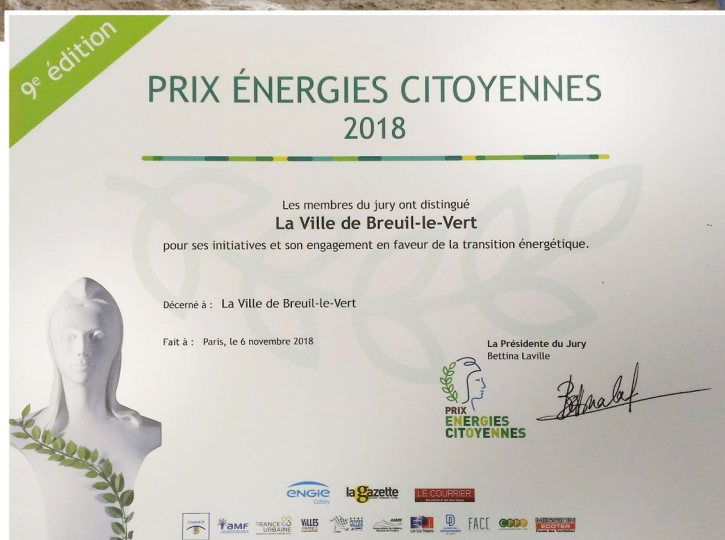 9e édition
PRIX ÉNERGIES CITOYENNES
2018
Les membres du jury ont distingué
La Ville de Breuil-le-Vert
pour ses initiatives et son engagement en faveur de la transition énergétique.
Décerné à : La Ville de Breuil-le-Vert
Fait à : Paris, le 6 novembre 2018
La Présidente du Jury
Bettina Laville
PRIX
ENERGIES
CITOYENNES
ENGIE
Cofely
la gazette
LE COURRIER
AMF
FRANCE
URBAINE
VILLES
FRANCE
FACE
ECOTER